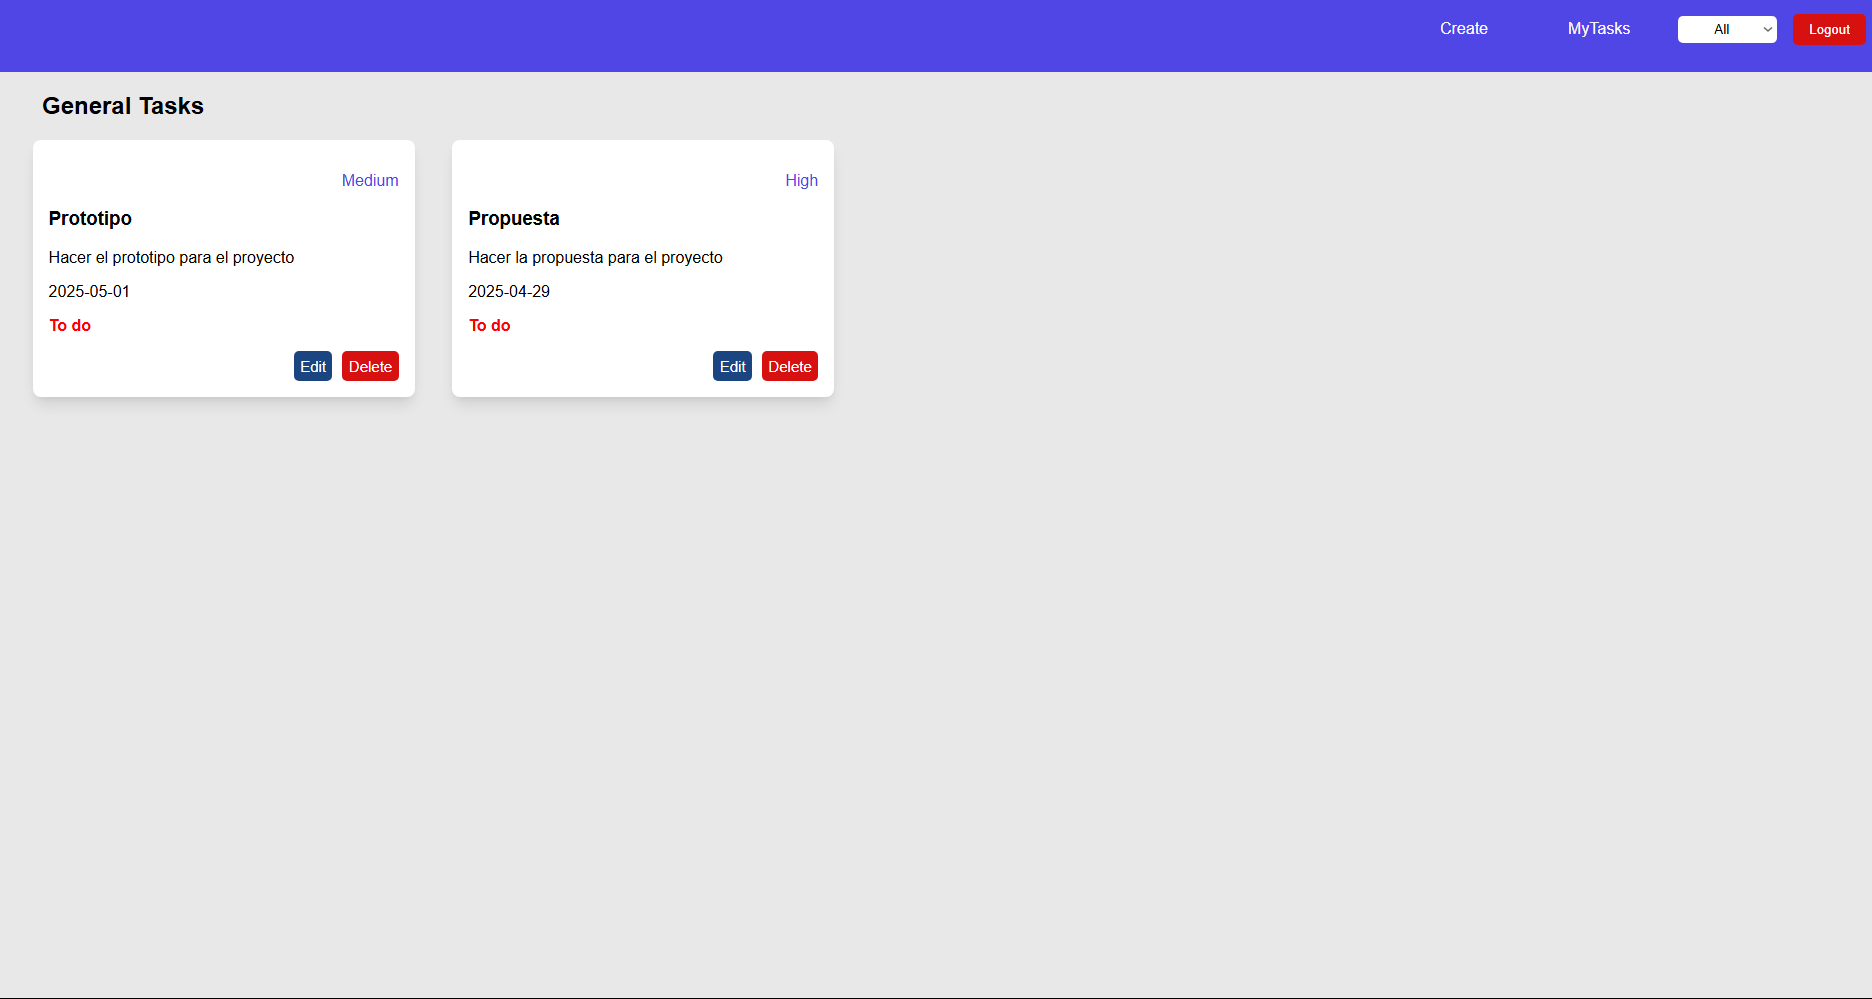 Create MyTasks All Logout
General Tasks
Medium
Prototipo
Hacer el prototipo para el proyecto
2025-05-01
To do
Edit Delete
High
Propuesta
Hacer la propuesta para el proyecto
2025-04-29
To do
Edit Delete